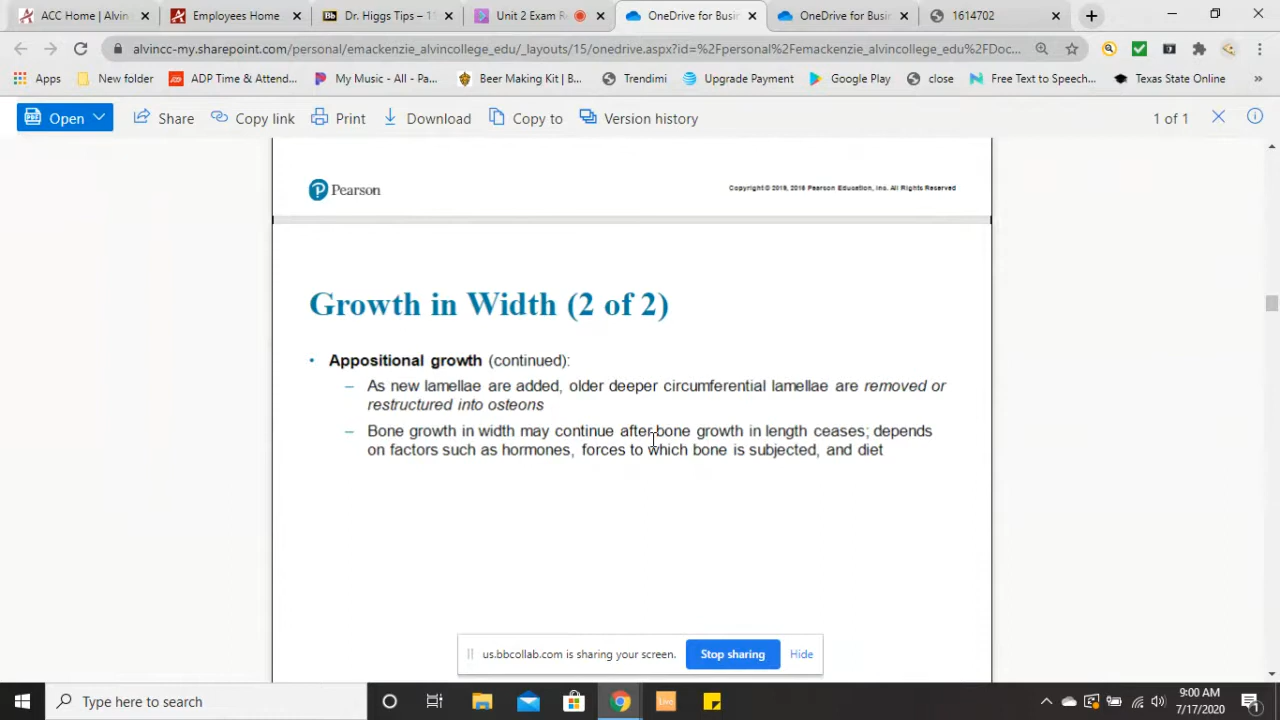 ACC Home | Alvin
Employees Home
Bb Dr. Higgs Tips – 1
Unit 2 Exam R
OneDrive for Busi
OneDrive for Busi
1614702
alvincc-my.sharepoint.com/personal/emackenzie_alvincollege_edu/_layouts/15/onedrive.aspx?id=%2Fpersonal%2Femackenzie_alvincollege_edu%2FDoc...
Apps New folder ADP Time & Attend... My Music - All - Pa... Beer Making Kit | B... Trendimi Upgrade Payment Google Play close Free Text to Speech... Texas State Online »
Open Share Copy link Print Download Copy to Version history 1 of 1
Pearson
Copyright © 2019, 2016 Pearson Education, Inc. All Rights Reserved
Growth in Width (2 of 2)
• Appositional growth (continued):
– As new lamellae are added, older deeper circumferential lamellae are removed or
restructured into osteons
– Bone growth in width may continue after bone growth in length ceases; depends
on factors such as hormones, forces to which bone is subjected, and diet
us.bbcollab.com is sharing your screen. Stop sharing Hide
Type here to search
Live
9:00 AM
7/17/2020
1